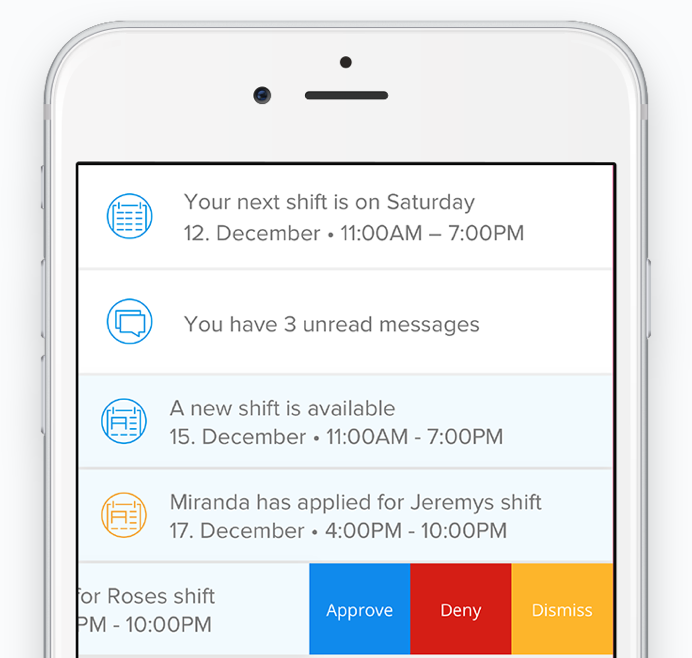 Your next shift is on Saturday
12. December • 11:00AM – 7:00PM
You have 3 unread messages
A new shift is available
15. December • 11:00AM - 7:00PM
Miranda has applied for Jeremys shift
17. December • 4:00PM - 10:00PM
for Roses shift
PM - 10:00PM
Approve
Deny
Dismiss